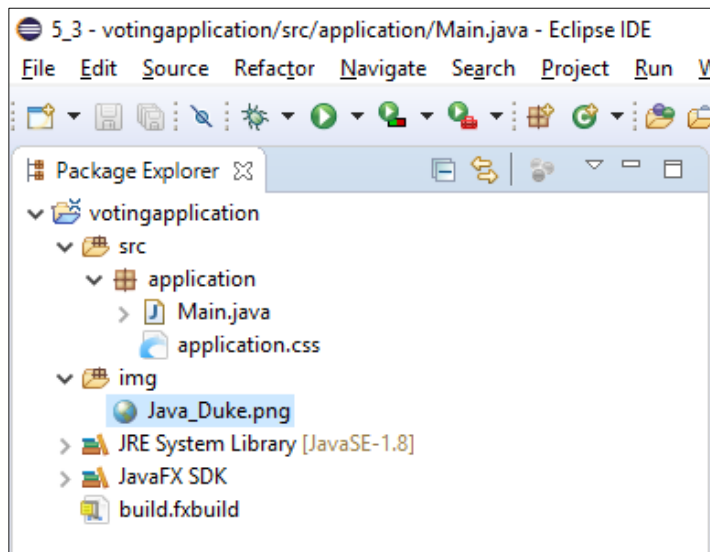 5_3 - votingapplication/src/application/Main.java - Eclipse IDE
File Edit Source Refactor Navigate Search Project Run W
Package Explorer
votingapplication
src
application
Main.java
application.css
img
Java_Duke.png
JRE System Library [JavaSE-1.8]
JavaFX SDK
build.fxbuild